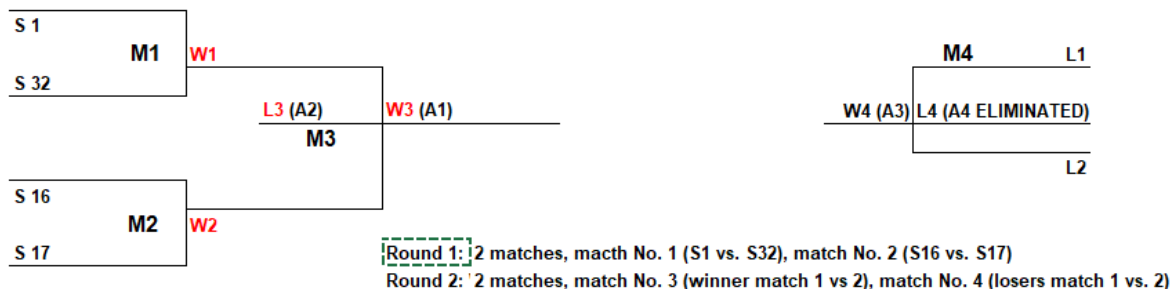 S 1
M1
W1
S 32
L3 (A2)
W3 (A1)
M3
S 16
M2
W2
S 17
M4
L1
W4 (A3)
L4 (A4 ELIMINATED)
L2
Round 1: 2 matches, macth No. 1 (S1 vs. S32), match No. 2 (S16 vs. S17)
Round 2: 2 matches, match No. 3 (winner match 1 vs 2), match No. 4 (losers match 1 vs. 2)